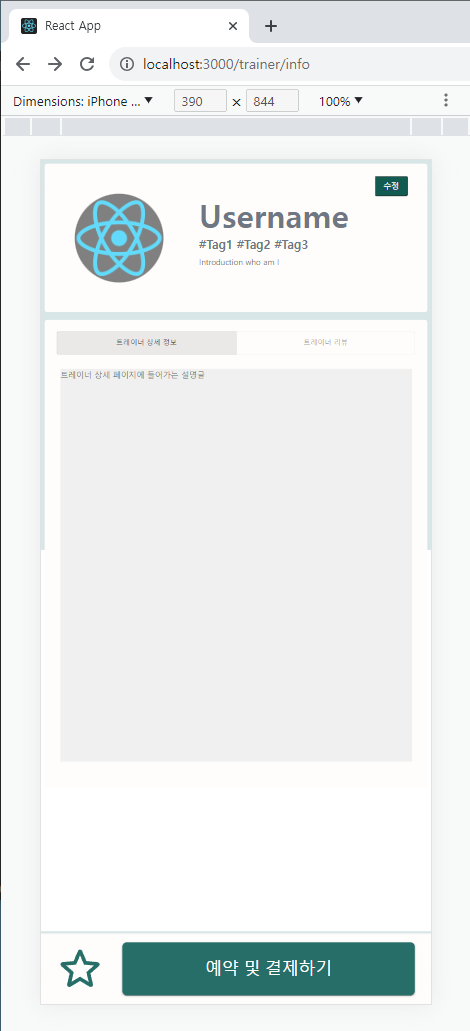 React App
localhost:3000/trainer/info
Dimensions: iPhone ... 390 × 844 100%
수정
Username
#Tag1 #Tag2 #Tag3
Introduction who am I
트레이너 상세 정보 트레이너 리뷰
트레이너 상세 페이지에 들어가는 설명글
예약 및 결제하기